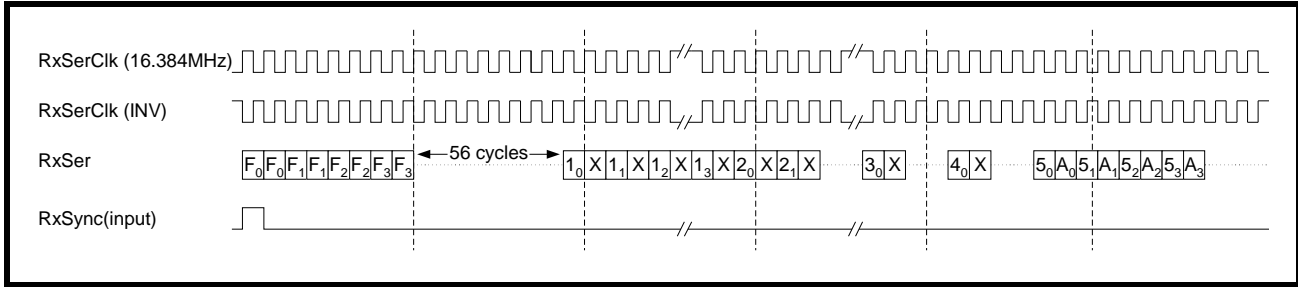 RxSerClk (16.384MHz)
RxSerClk (INV)
RxSer F₀ F₀ F₁ F₁ F₂ F₂ F₃ F₃ 56 cycles 1₀ X 1₁ X 1₂ X 1₃ X 2₀ X 2₁ X 3₀ X 4₀ X 5₀ A₀ 5₁ A₁ 5₂ A₂ 5₃ A₃
RxSync(input)